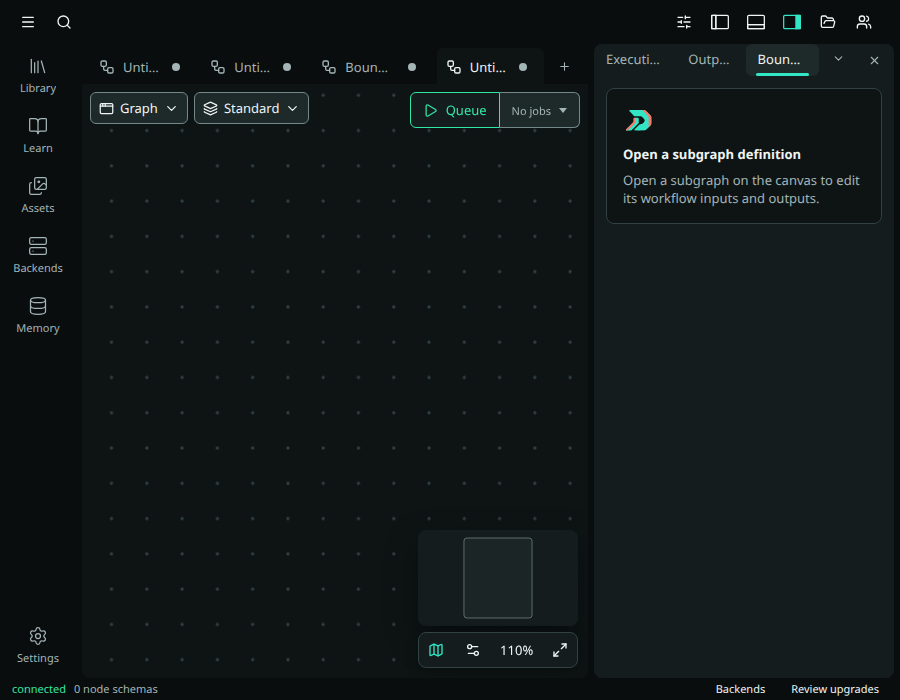 Library
Learn
Assets
Backends
Memory
Settings
Unti...
Unti...
Boun...
Unti...
Graph
Standard
Queue
No jobs
110%
Executi...
Outp...
Boun...
Open a subgraph definition
Open a subgraph on the canvas to edit
its workflow inputs and outputs.
connected 0 node schemas
Backends
Review upgrades